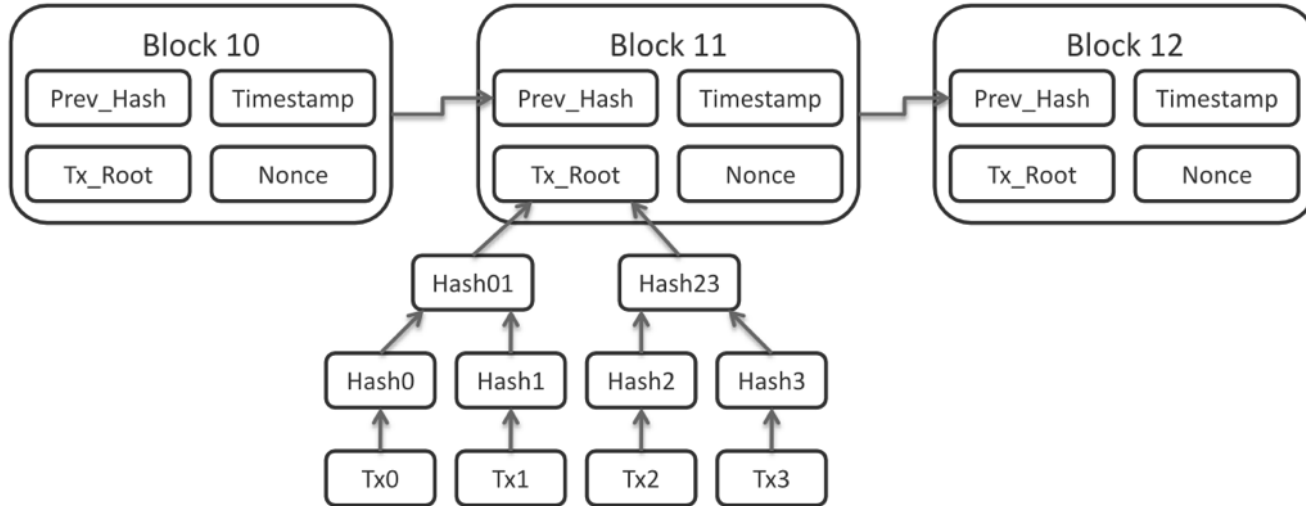 Block 10
Block 11
Block 12
Prev_Hash
Timestamp
Prev_Hash
Timestamp
Prev_Hash
Timestamp
Tx_Root
Nonce
Tx_Root
Nonce
Tx_Root
Nonce
Hash01
Hash23
Hash0
Hash1
Hash2
Hash3
Tx0
Tx1
Tx2
Tx3